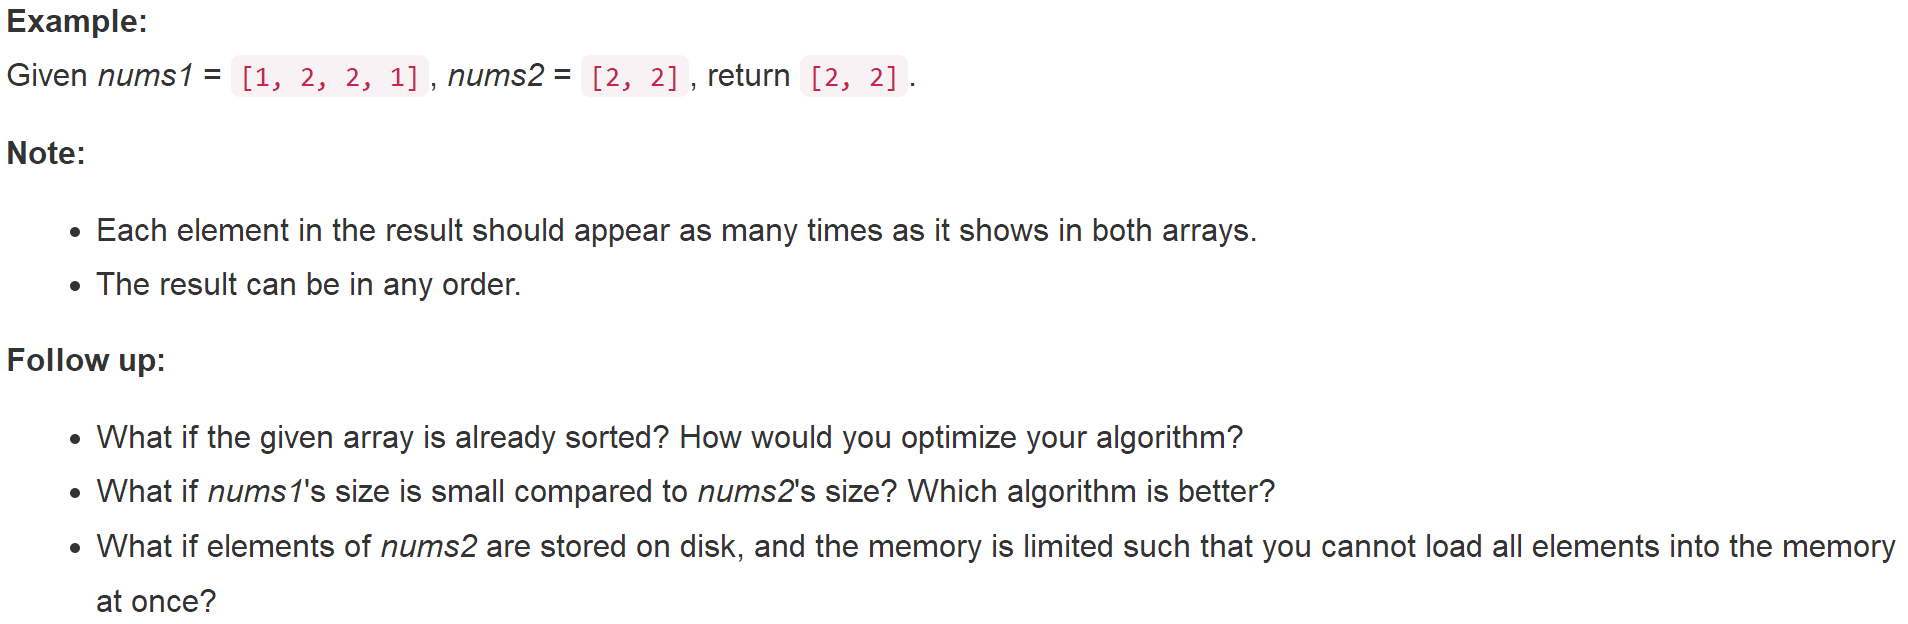 Example:
Given nums1 = [1, 2, 2, 1], nums2 = [2, 2], return [2, 2].
Note:
• Each element in the result should appear as many times as it shows in both arrays.
• The result can be in any order.
Follow up:
• What if the given array is already sorted? How would you optimize your algorithm?
• What if nums1's size is small compared to nums2's size? Which algorithm is better?
• What if elements of nums2 are stored on disk, and the memory is limited such that you cannot load all elements into the memory
at once?